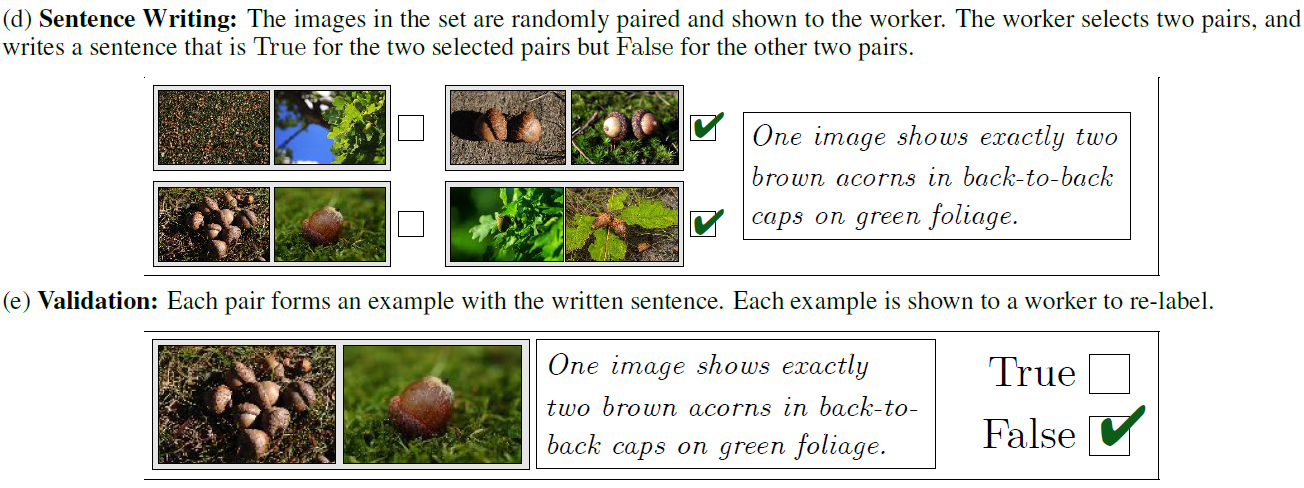 (d) Sentence Writing: The images in the set are randomly paired and shown to the worker. The worker selects two pairs, and
writes a sentence that is True for the two selected pairs but False for the other two pairs.
One image shows exactly two
brown acorns in back-to-back
caps on green foliage.
(e) Validation: Each pair forms an example with the written sentence. Each example is shown to a worker to re-label.
One image shows exactly
two brown acorns in back-to-
back caps on green foliage.
True
False